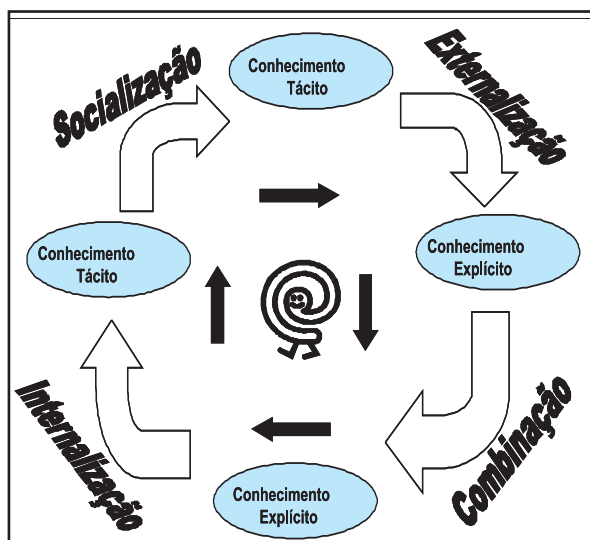 Socialização
Conhecimento
Tácito
Externalização
Conhecimento
Tácito
Conhecimento
Explícito
Internalização
Conhecimento
Explícito
Combinação